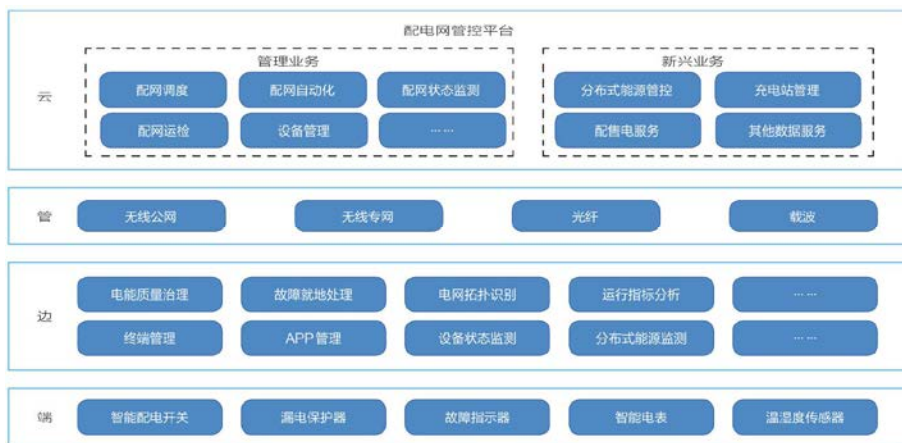 配电网管控平台
云
管理业务
配网调度 配网自动化 配网状态监测
配网运检 设备管理 ……
新兴业务
分布式能源管控 充电站管理
配售电服务 其他数据服务
管
无线公网 无线专网 光纤 载波
边
电能质量治理 故障就地处理 电网拓扑识别 运行指标分析 ……
终端管理 APP管理 设备状态监测 分布式能源监测 ……
端
智能配电开关 漏电保护器 故障指示器 智能电表 温湿度传感器